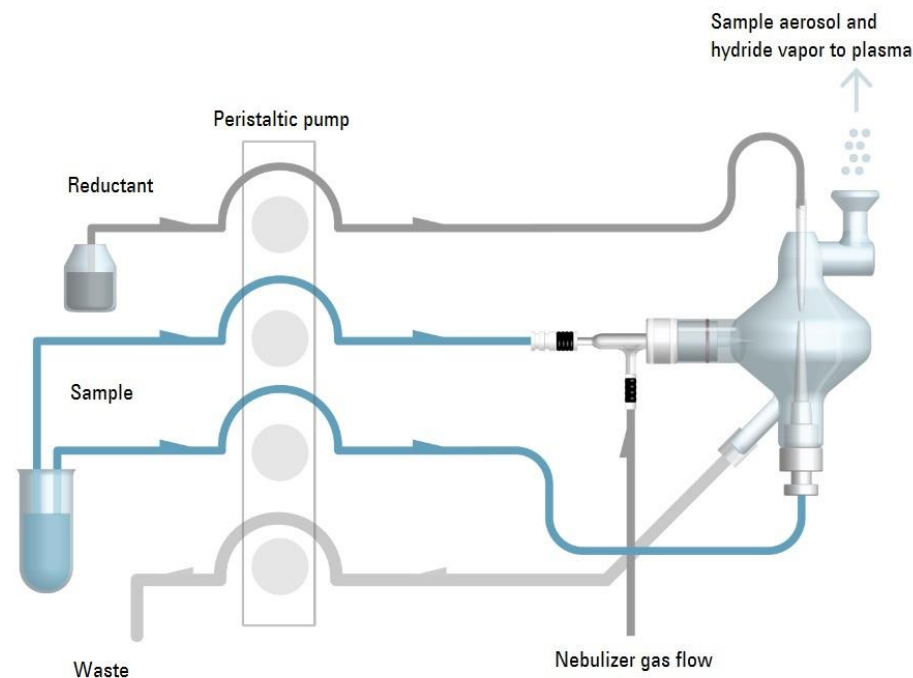 Sample aerosol and
hydride vapor to plasma
Peristaltic pump
Reductant
Sample
Waste
Nebulizer gas flow